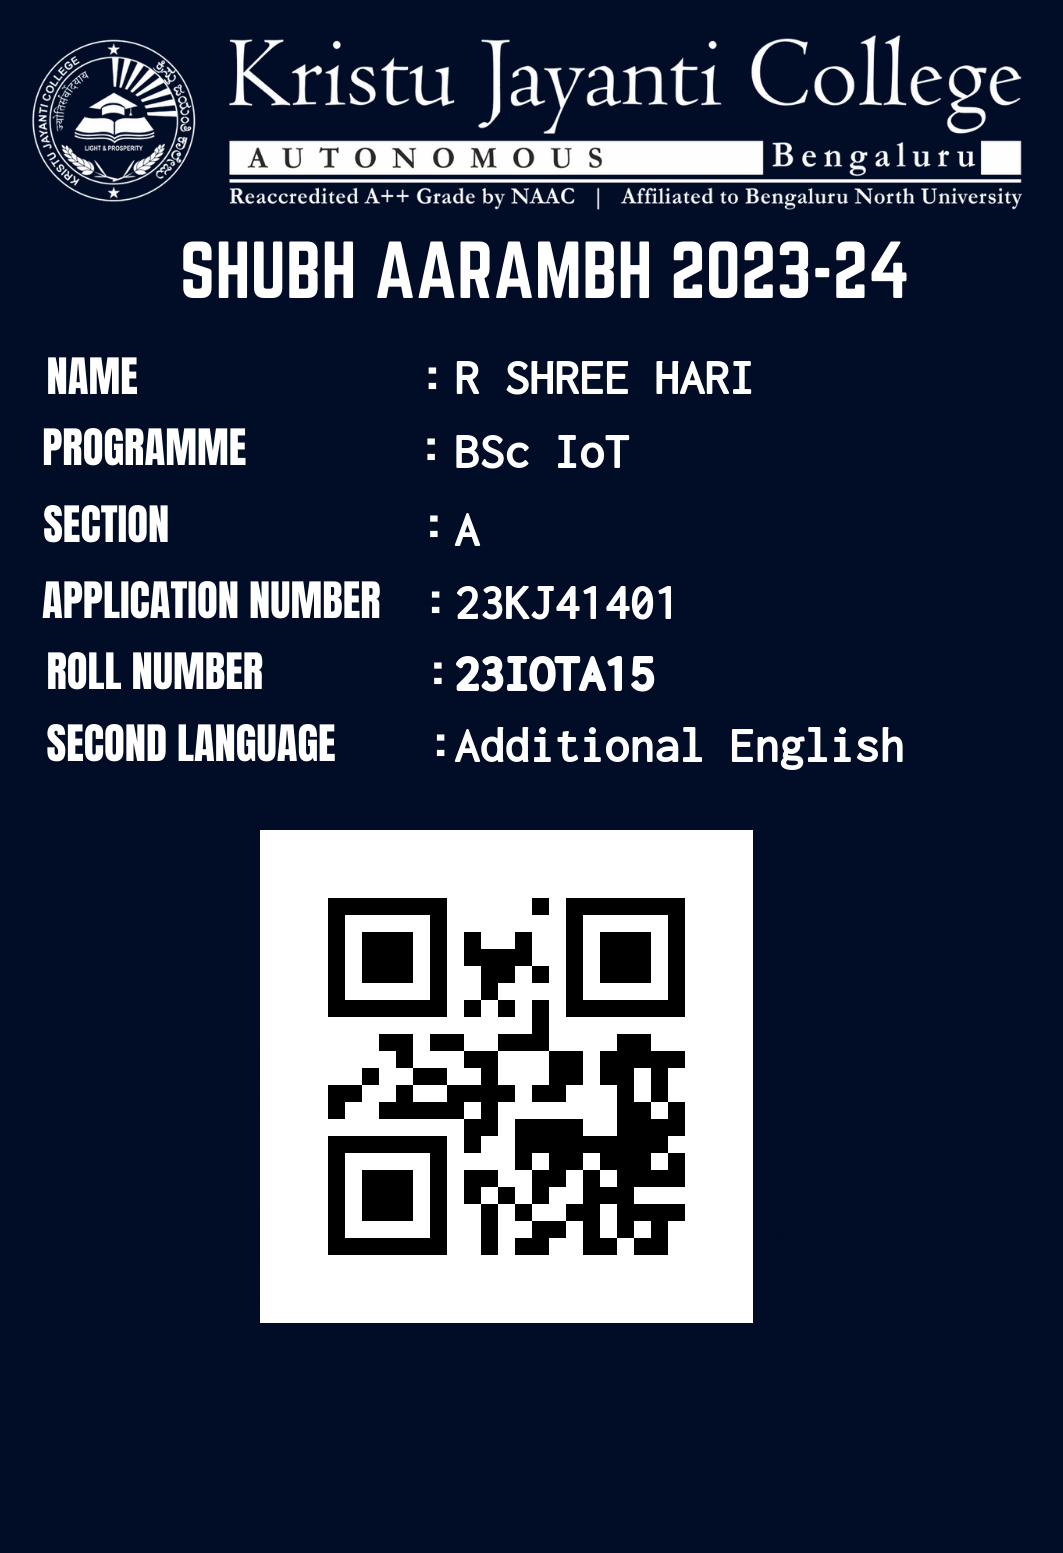 KRISTU JAYANTI COLLEGE
ಕ್ರಿಸ್ತು ಜಯಂತಿ ಕಾಲೇಜು
LIGHT & PROSPERITY
Kristu Jayanti College
AUTONOMOUS Bengaluru
Reaccredited A++ Grade by NAAC | Affiliated to Bengaluru North University
SHUBH AARAMBH 2023-24
NAME : R SHREE HARI
PROGRAMME : BSc IoT
SECTION : A
APPLICATION NUMBER : 23KJ41401
ROLL NUMBER : 23IOTA15
SECOND LANGUAGE : Additional English